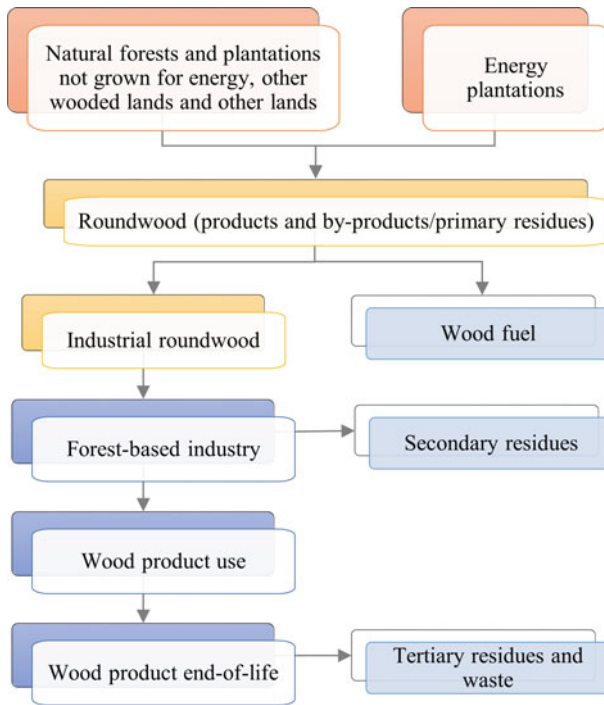 Natural forests and plantations
not grown for energy, other
wooded lands and other lands
Energy
plantations
Roundwood (products and by-products/primary residues)
Industrial roundwood
Wood fuel
Forest-based industry
Secondary residues
Wood product use
Wood product end-of-life
Tertiary residues and
waste